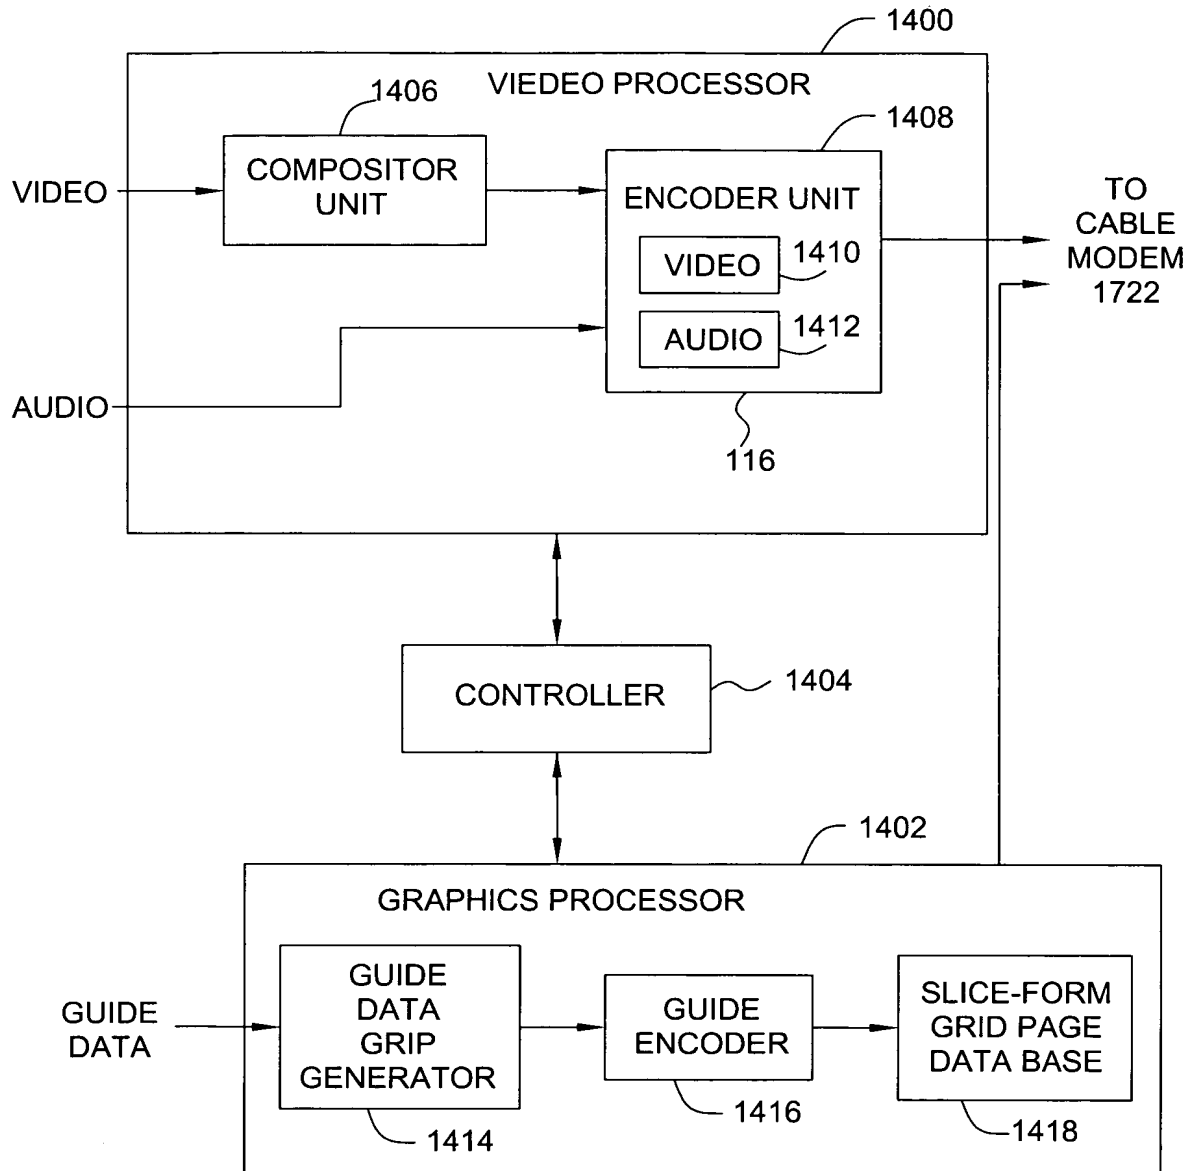 1400
VIEDEO PROCESSOR
1406
1408
COMPOSITOR
UNIT
VIDEO
ENCODER UNIT
VIDEO
1410
AUDIO
1412
TO
CABLE
MODEM
1722
AUDIO
116
CONTROLLER
1404
1402
GRAPHICS PROCESSOR
GUIDE
DATA
GUIDE
DATA
GRIP
GENERATOR
GUIDE
ENCODER
SLICE-FORM
GRID PAGE
DATA BASE
1414
1416
1418